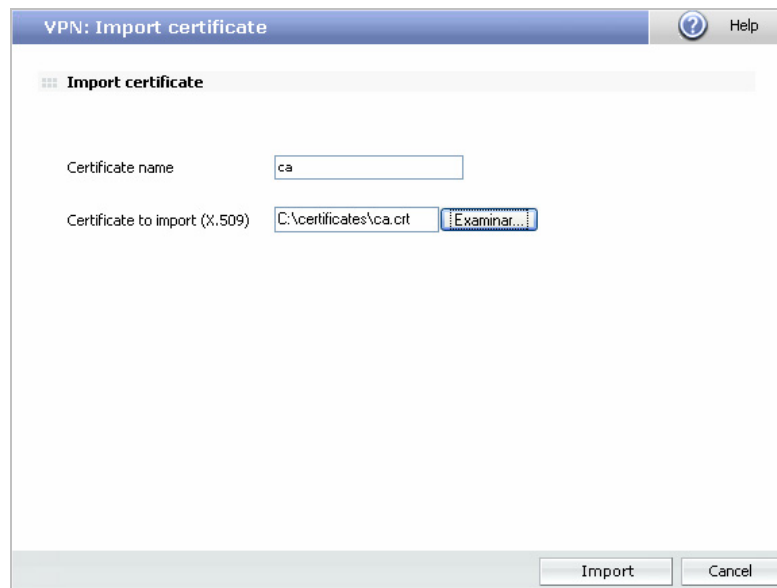 VPN: Import certificate
Help
Import certificate
Certificate name
ca
Certificate to import (X.509)
C:\certificates\ca.crt
Examinar...
Import
Cancel